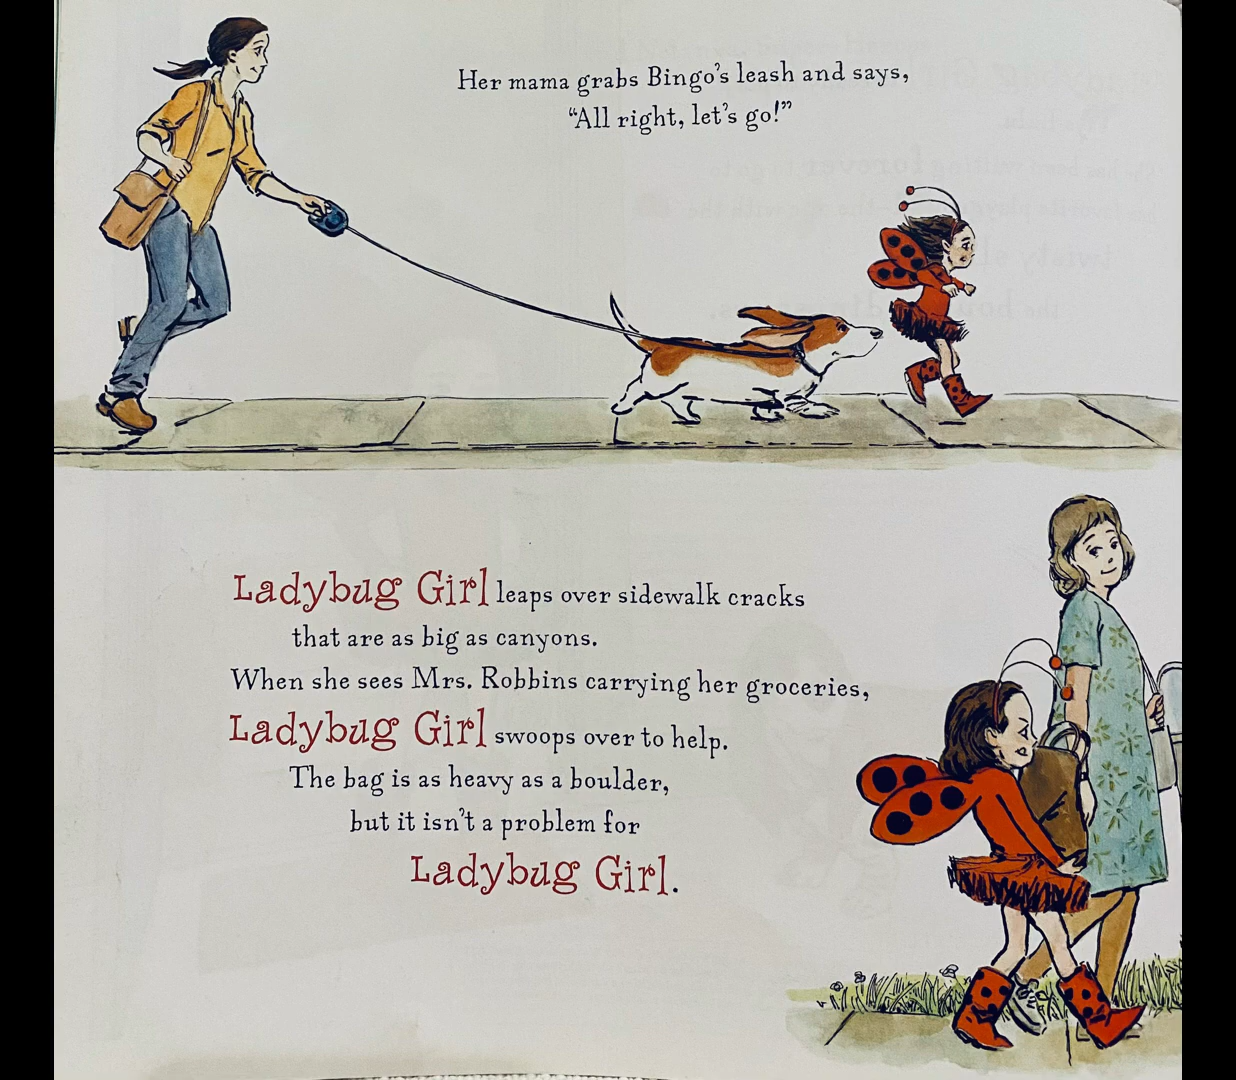 Her mama grabs Bingo's leash and says,
"All right, let's go!"
Ladybug Girl leaps over sidewalk cracks
that are as big as canyons.
When she sees Mrs. Robbins carrying her groceries,
Ladybug Girl swoops over to help.
The bag is as heavy as a boulder,
but it isn't a problem for
Ladybug Girl.